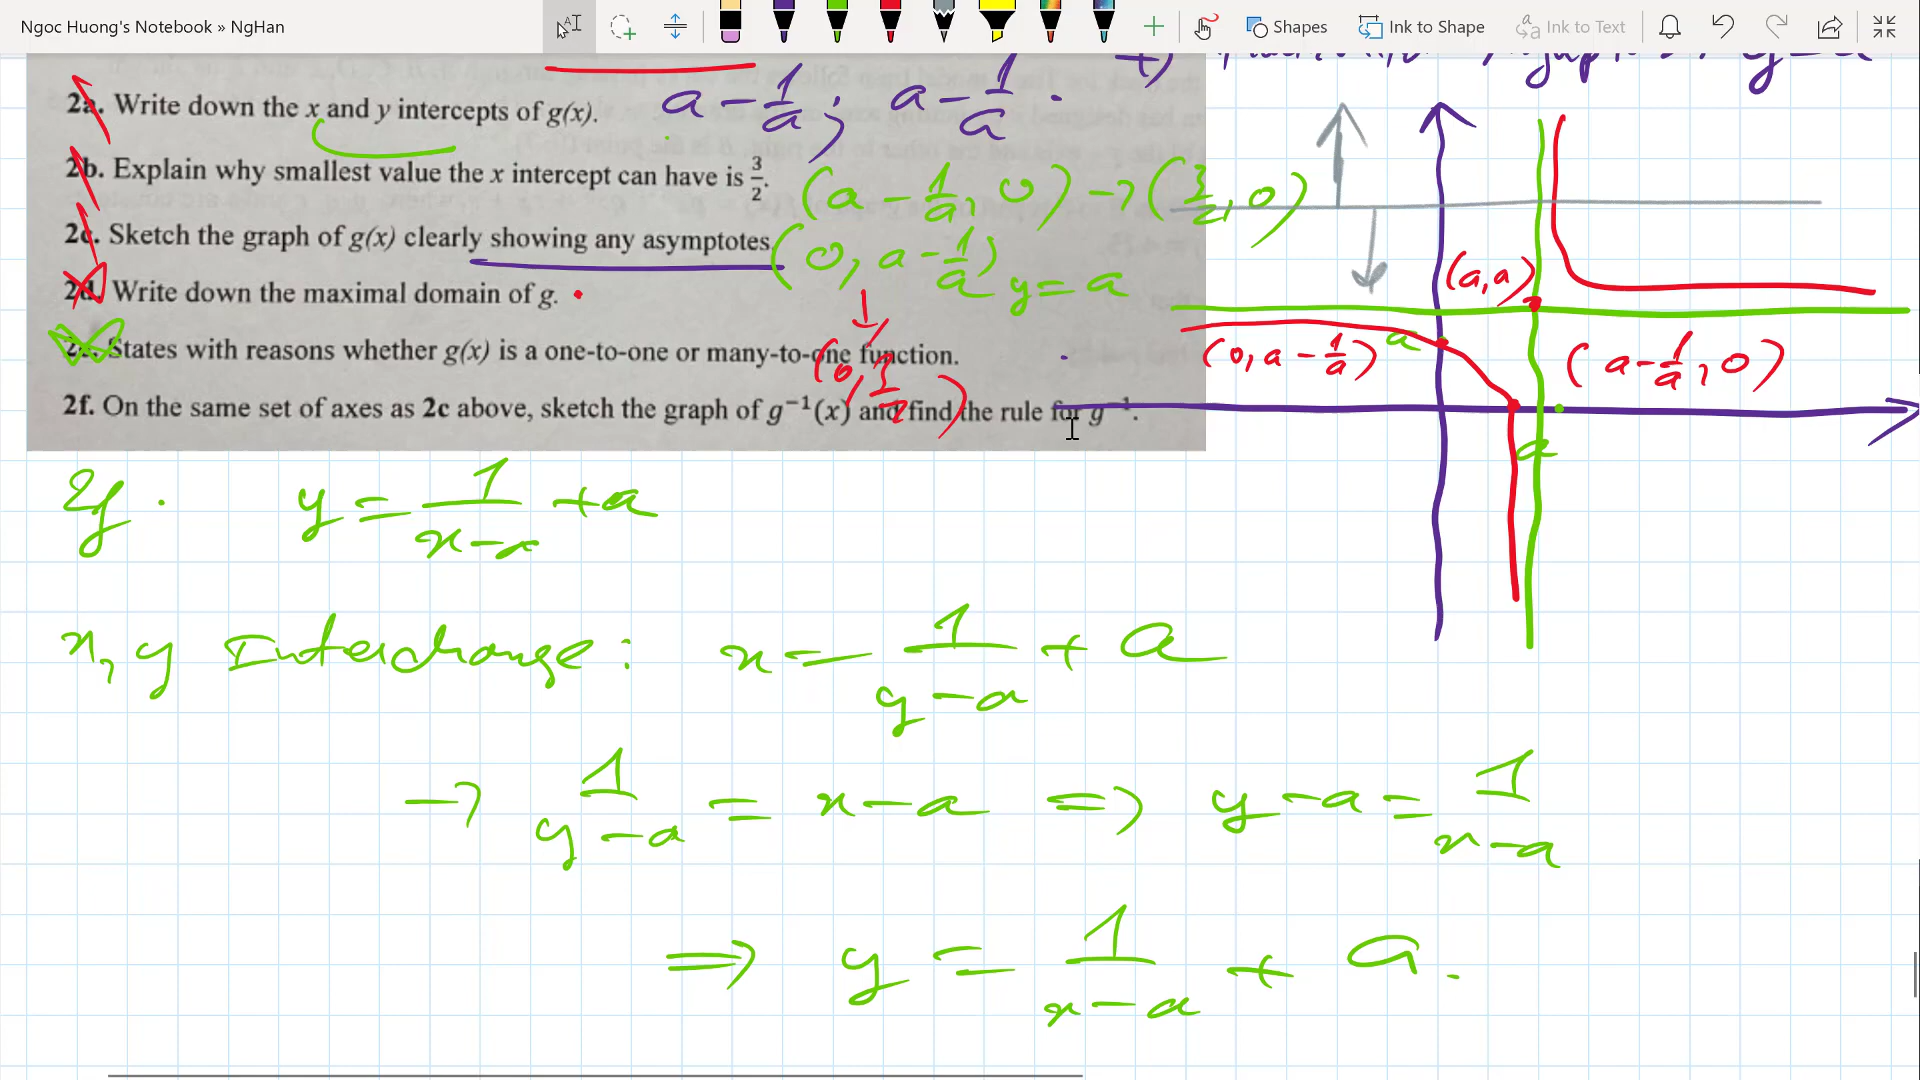 Ngoc Huong's Notebook » NgHan
Shapes
Ink to Shape
Ink to Text
2a. Write down the x and y intercepts of g(x).
a - 1/a ; a - 1/a .
2b. Explain why smallest value the x intercept can have is 3/2.
(a - 1/a, 0) → (3/2, 0)
2c. Sketch the graph of g(x) clearly showing any asymptotes.
(0, a - 1/a)
y = a
2d. Write down the maximal domain of g.
(0, 3/2)
2e. States with reasons whether g(x) is a one-to-one or many-to-one function.
2f. On the same set of axes as 2c above, sketch the graph of g⁻¹(x) and find the rule for g⁻¹.
(a, a)
a
(0, a - 1/a)
(a - 1/a, 0)
a
2f. y = 1/(x - a) + a
x, y Interchange: x = 1/(y - a) + a
→ 1/(y - a) = x - a ⇒ y - a = 1/(x - a)
⇒ y = 1/(x - a) + a.